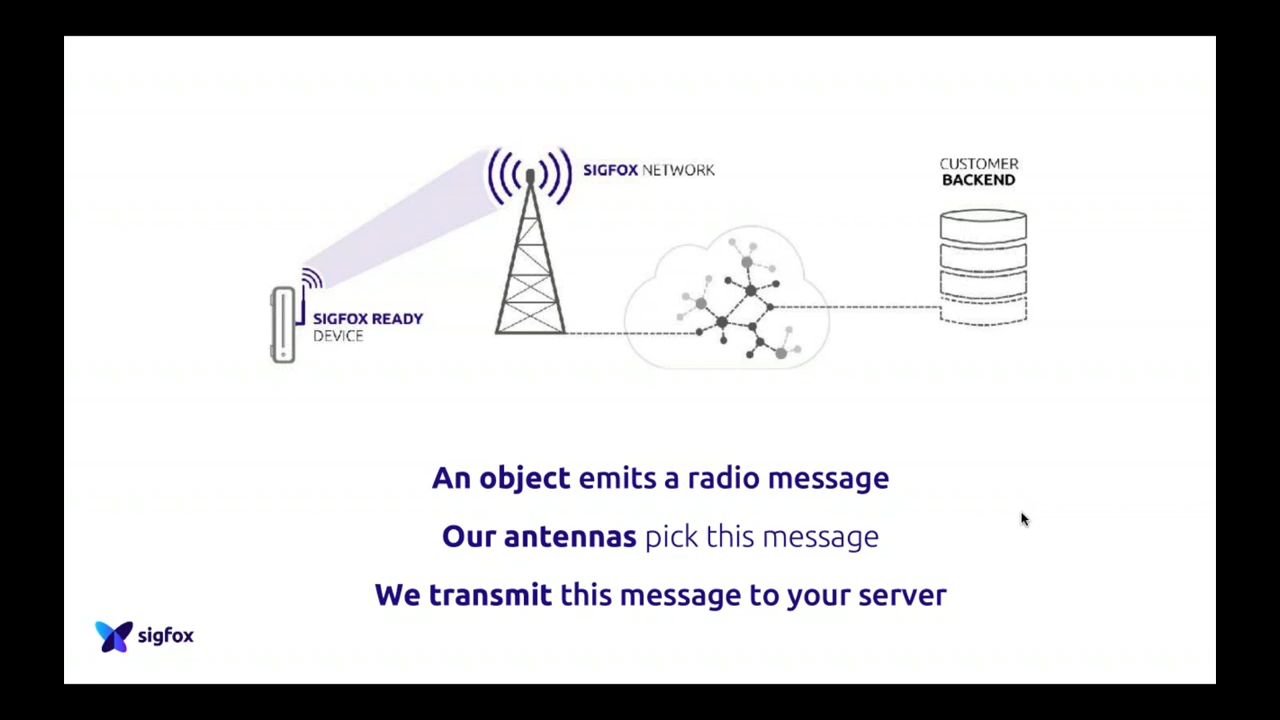 SIGFOX NETWORK
CUSTOMER
BACKEND
SIGFOX READY
DEVICE
An object emits a radio message
Our antennas pick this message
We transmit this message to your server
sigfox